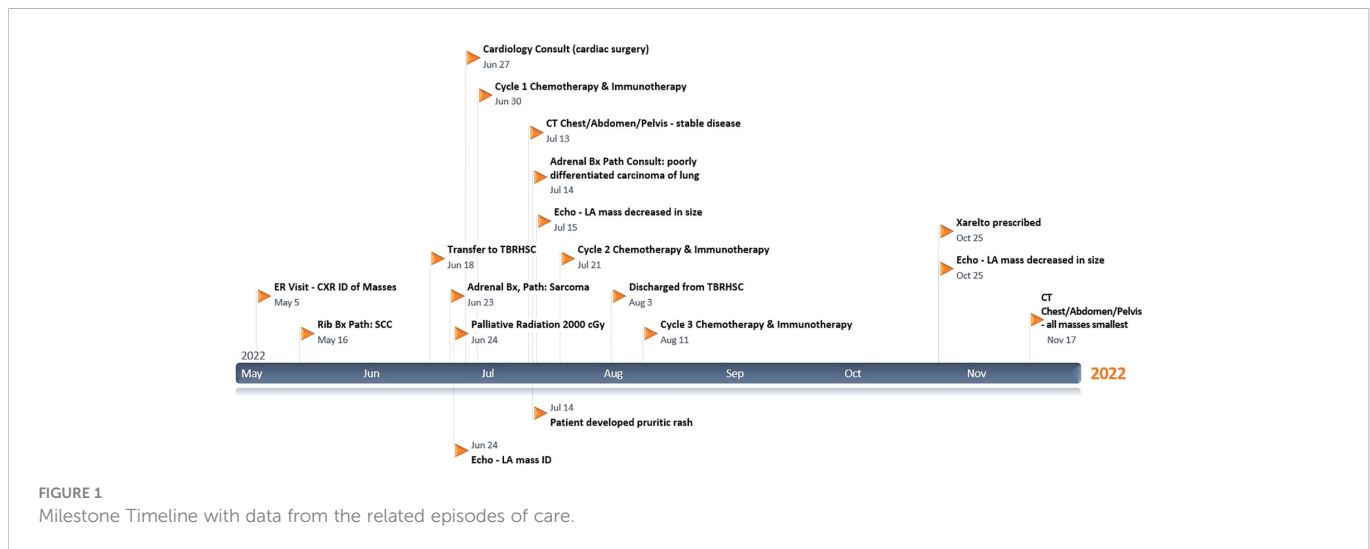 Cardiology Consult (cardiac surgery)
Jun 27
Cycle 1 Chemotherapy & Immunotherapy
Jun 30
CT Chest/Abdomen/Pelvis - stable disease
Jul 13
Adrenal Bx Path Consult: poorly
differentiated carcinoma of lung
Jul 14
Echo - LA mass decreased in size
Jul 15
Xarelto prescribed
Oct 25
Transfer to TBRHSC
Jun 18
Cycle 2 Chemotherapy & Immunotherapy
Jul 21
Echo - LA mass decreased in size
Oct 25
ER Visit - CXR ID of Masses
May 5
Adrenal Bx, Path: Sarcoma
Jun 23
Discharged from TBRHSC
Aug 3
CT
Chest/Abdomen/Pelvis
- all masses smallest
Nov 17
Rib Bx Path: SCC
May 16
Palliative Radiation 2000 cGy
Jun 24
Cycle 3 Chemotherapy & Immunotherapy
Aug 11
2022
May Jun Jul Aug Sep Oct Nov 2022
Jul 14
Patient developed pruritic rash
Jun 24
Echo - LA mass ID
FIGURE 1
Milestone Timeline with data from the related episodes of care.